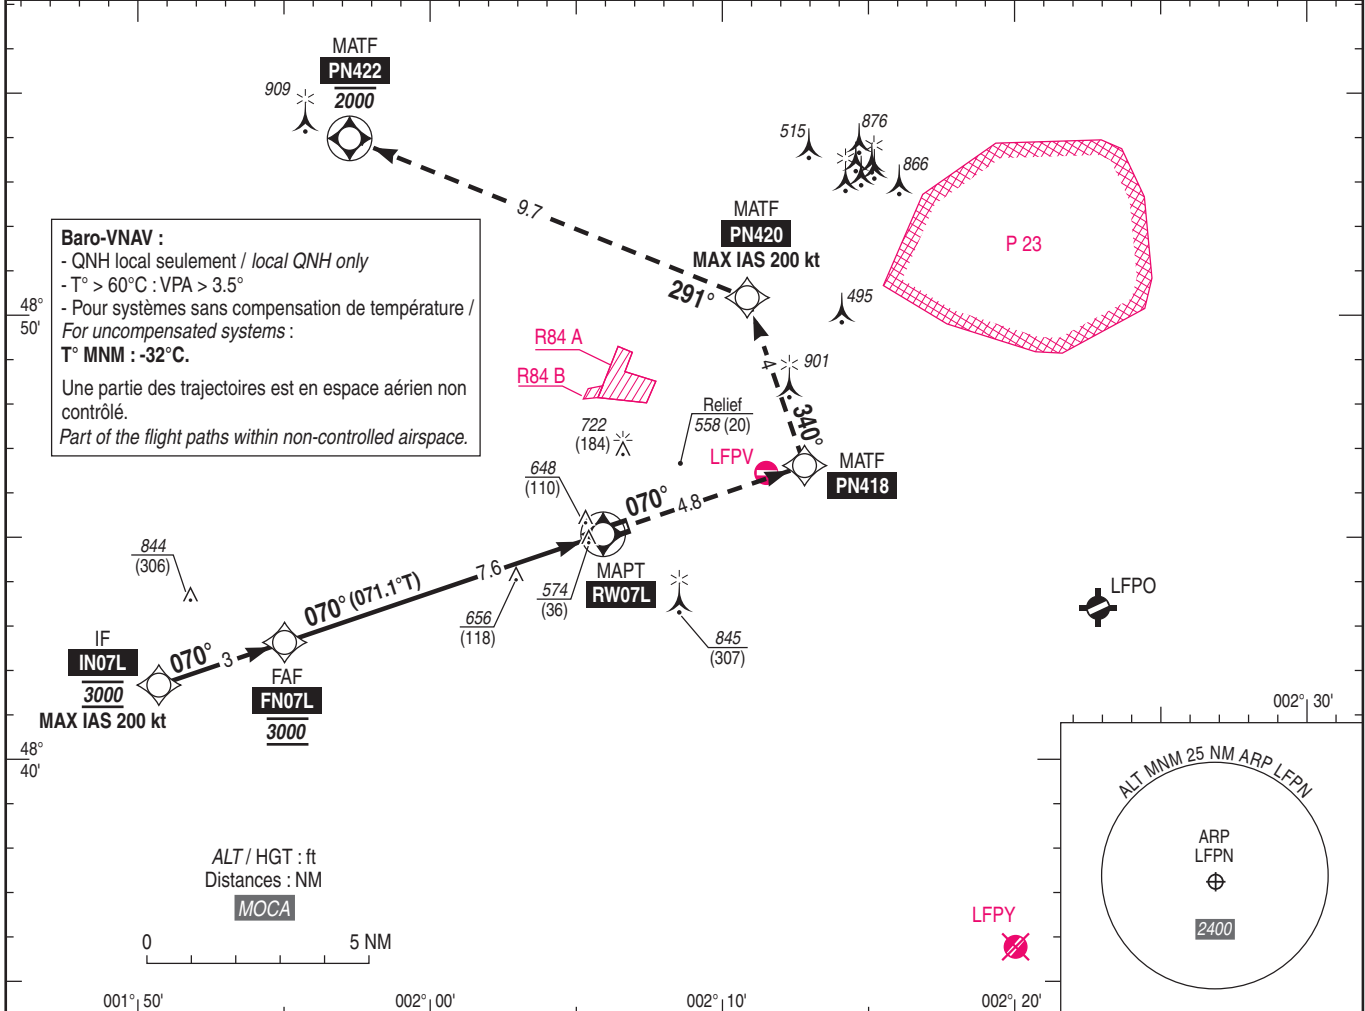 MATF
PN422
2000
909
9.7
515
876
866
P 23
MATF
PN420
MAX IAS 200 kt
291°
495
Baro-VNAV :
- QNH local seulement / local QNH only
- T° > 60°C : VPA > 3.5°
- Pour systèmes sans compensation de température /
For uncompensated systems :
T° MNM : -32°C.
Une partie des trajectoires est en espace aérien non
contrôlé.
Part of the flight paths within non-controlled airspace.
48°
50'
R84 A
R84 B
4
901
340°
722
(184)
Relief
558 (20)
LFPV
MATF
PN418
648
(110)
070°
4.8
844
(306)
070° (071.1°T)
7.6
656
(118)
574
(36)
MAPT
RW07L
845
(307)
LFPO
IF
IN07L
3000
MAX IAS 200 kt
070°
3
FAF
FN07L
3000
48°
40'
002° 30'
ALT MNM 25 NM ARP LFPN
ARP
LFPN
2400
ALT / HGT : ft
Distances : NM
MOCA
0 5 NM
LFPY
001° 50' 002° 00' 002° 10' 002° 20'